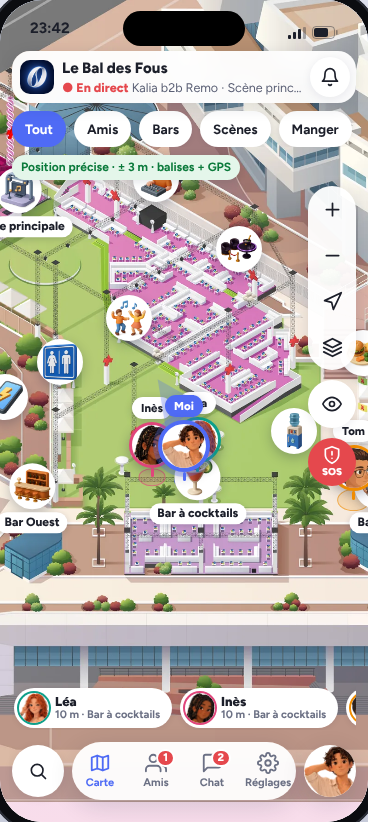 23:42
Le Bal des Fous
En direct Kalia b2b Remo · Scène princ...
Tout
Amis
Bars
Scènes
Manger
Position précise · ± 3 m · balises + GPS
e principale
Inès
Moi
a
Tom
SOS
Bar à cocktails
Bar Ouest
Ba
Léa
10 m · Bar à cocktails
Inès
10 m · Bar à cocktails
1
2
Carte
Amis
Chat
Réglages